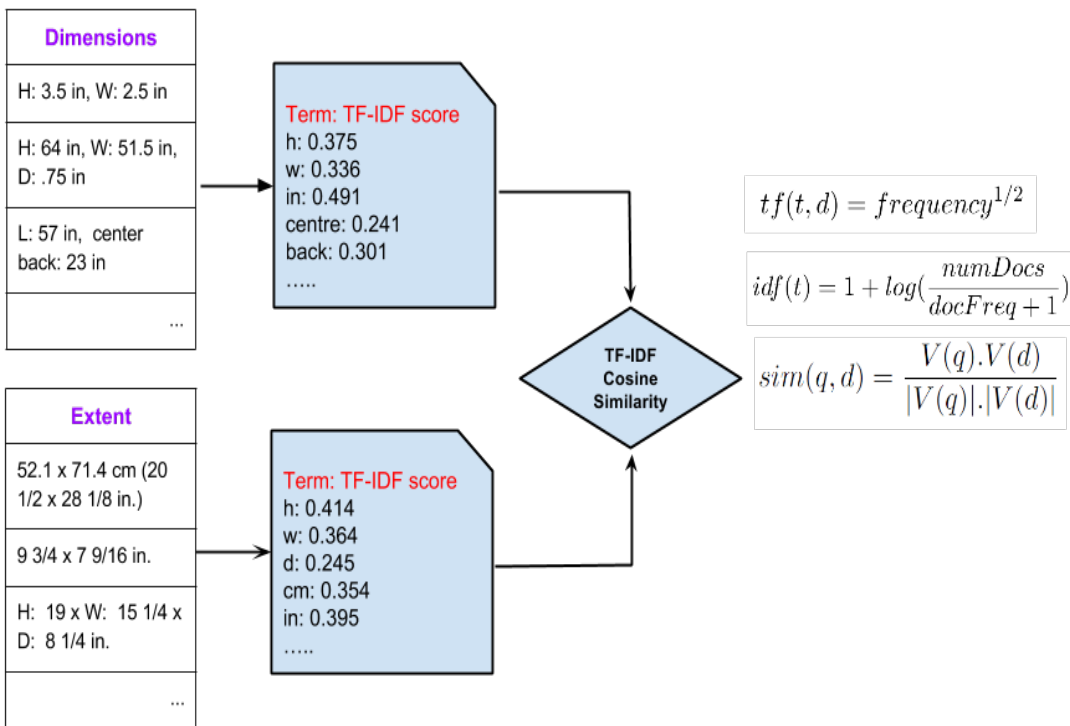 Dimensions
H: 3.5 in, W: 2.5 in
H: 64 in, W: 51.5 in,
D: .75 in
L: 57 in,  center
back: 23 in
...
Term: TF-IDF score
h: 0.375
w: 0.336
in: 0.491
centre: 0.241
back: 0.301
…..
Extent
52.1 x 71.4 cm (20
1/2 x 28 1/8 in.)
9 3/4 x 7 9/16 in.
H:  19 x W:  15 1/4 x
D:  8 1/4 in.
...
Term: TF-IDF score
h: 0.414
w: 0.364
d: 0.245
cm: 0.354
in: 0.395
…..
TF-IDF
Cosine
Similarity
tf(t, d) = frequency^{1/2}
idf(t) = 1 + log(\frac{numDocs}{docFreq + 1})
sim(q, d) = \frac{V(q).V(d)}{|V(q)|.|V(d)|}